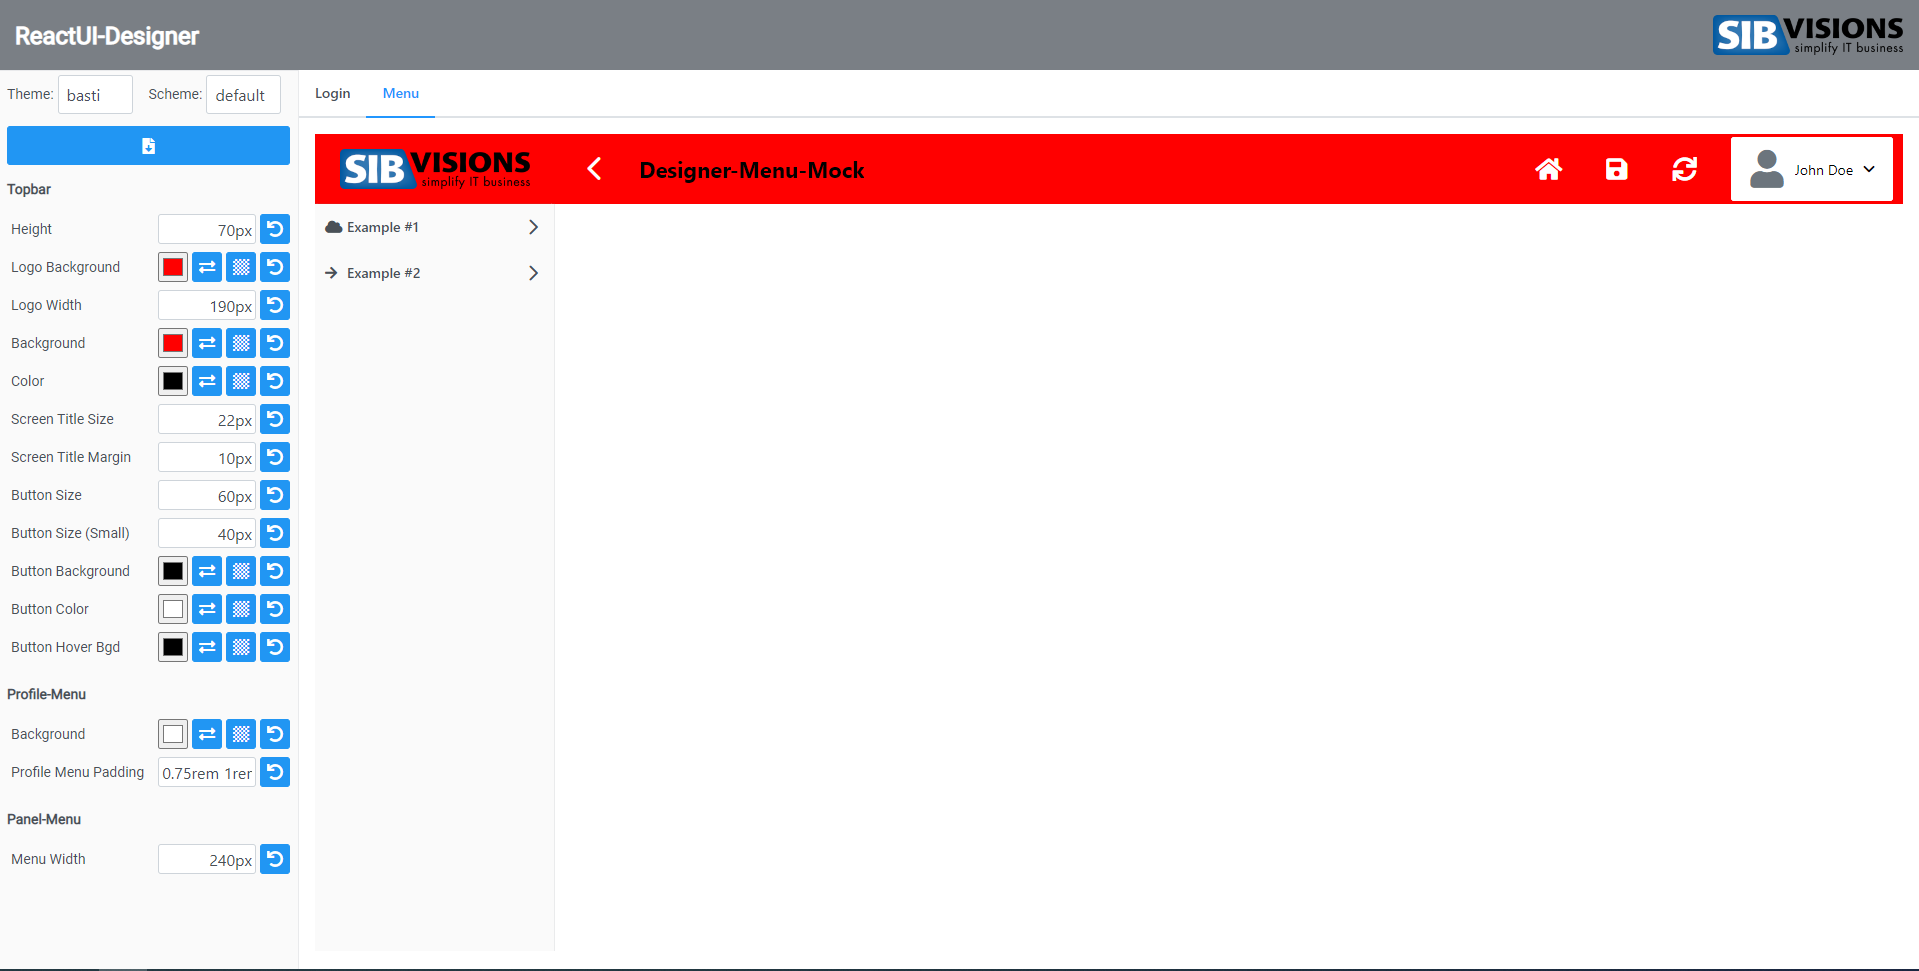 ReactUI-Designer
SIB VISIONS
simplify IT business
Theme: basti Scheme: default
Login Menu
SIB VISIONS
simplify IT business
Designer-Menu-Mock
John Doe
Example #1
Example #2
Topbar
Height 70px
Logo Background
Logo Width 190px
Background
Color
Screen Title Size 22px
Screen Title Margin 10px
Button Size 60px
Button Size (Small) 40px
Button Background
Button Color
Button Hover Bgd
Profile-Menu
Background
Profile Menu Padding 0.75rem 1rer
Panel-Menu
Menu Width 240px